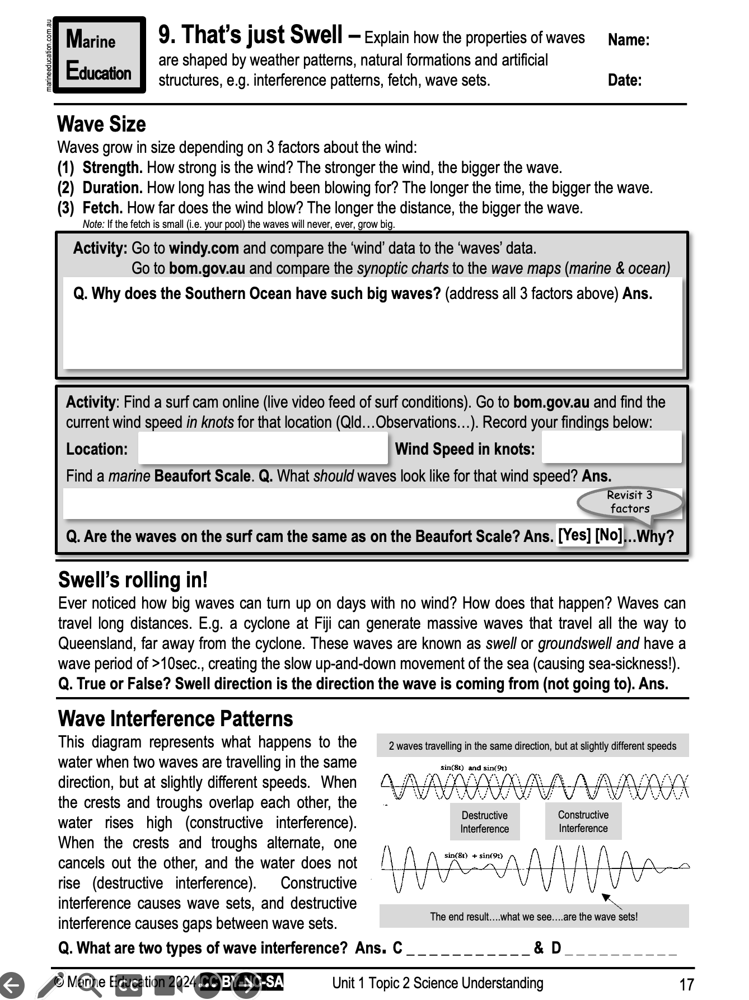 marineeducation.com.au
Marine
Education
9. That’s just Swell – Explain how the properties of waves
are shaped by weather patterns, natural formations and artificial
structures, e.g. interference patterns, fetch, wave sets.
Name:
Date:
Wave Size
Waves grow in size depending on 3 factors about the wind:
(1) Strength. How strong is the wind? The stronger the wind, the bigger the wave.
(2) Duration. How long has the wind been blowing for? The longer the time, the bigger the wave.
(3) Fetch. How far does the wind blow? The longer the distance, the bigger the wave.
Note: If the fetch is small (i.e. your pool) the waves will never, ever, grow big.
Activity: Go to windy.com and compare the ‘wind’ data to the ‘waves’ data.
Go to bom.gov.au and compare the synoptic charts to the wave maps (marine & ocean)
Q. Why does the Southern Ocean have such big waves? (address all 3 factors above) Ans.
Activity: Find a surf cam online (live video feed of surf conditions). Go to bom.gov.au and find the
current wind speed in knots for that location (Qld…Observations…). Record your findings below:
Location:
Wind Speed in knots:
Find a marine Beaufort Scale. Q. What should waves look like for that wind speed? Ans.
Revisit 3
factors
Q. Are the waves on the surf cam the same as on the Beaufort Scale? Ans. [Yes] [No]…Why?
Swell’s rolling in!
Ever noticed how big waves can turn up on days with no wind? How does that happen? Waves can
travel long distances. E.g. a cyclone at Fiji can generate massive waves that travel all the way to
Queensland, far away from the cyclone. These waves are known as swell or groundswell and have a
wave period of >10sec., creating the slow up-and-down movement of the sea (causing sea-sickness!).
Q. True or False? Swell direction is the direction the wave is coming from (not going to). Ans.
Wave Interference Patterns
This diagram represents what happens to the
water when two waves are travelling in the same
direction, but at slightly different speeds. When
the crests and troughs overlap each other, the
water rises high (constructive interference).
When the crests and troughs alternate, one
cancels out the other, and the water does not
rise (destructive interference). Constructive
interference causes wave sets, and destructive
interference causes gaps between wave sets.
2 waves travelling in the same direction, but at slightly different speeds
sin(8t) and sin(9t)
Destructive
Interference
Constructive
Interference
sin(8t) + sin(9t)
The end result….what we see….are the wave sets!
Q. What are two types of wave interference? Ans. C _ _ _ _ _ _ _ _ _ _ _ & D _ _ _ _ _ _ _ _ _ _
© Marine Education 2024 CC BY-NC-SA
Unit 1 Topic 2 Science Understanding
17